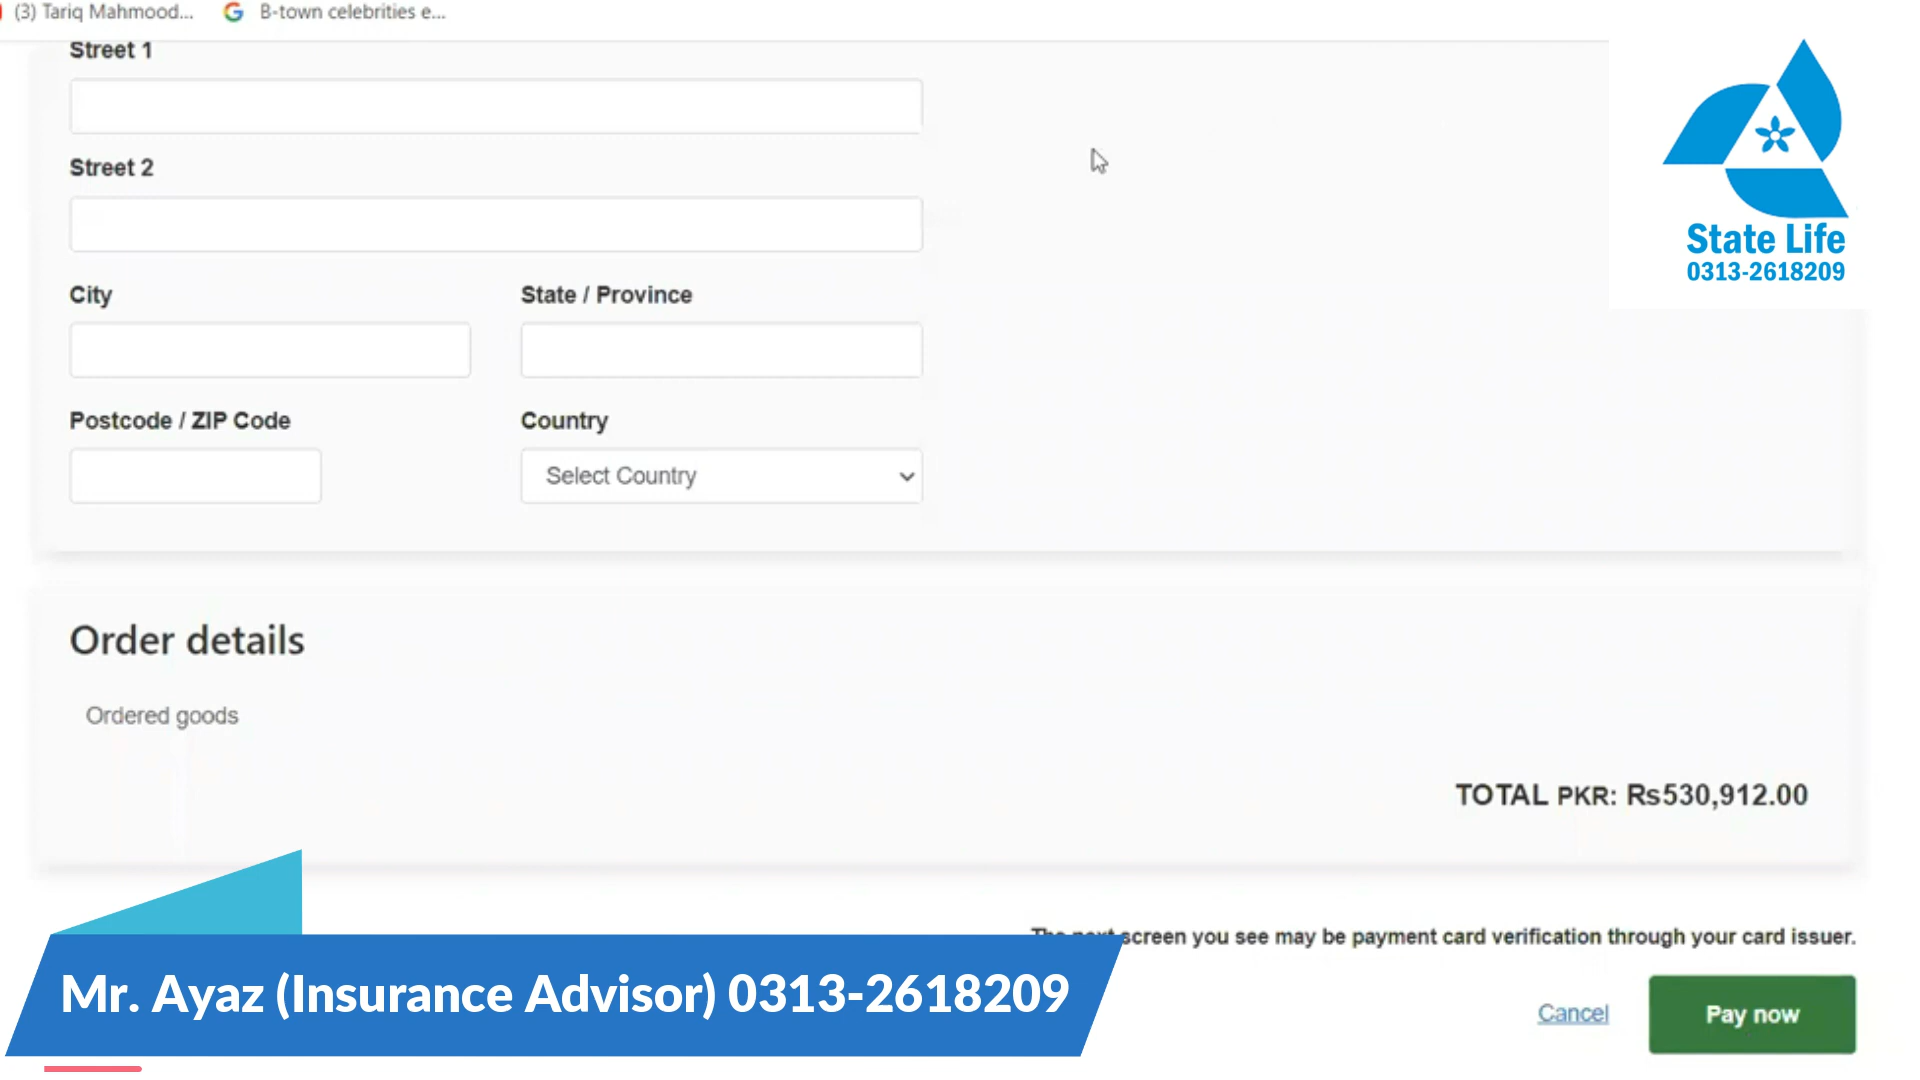 (3) Tariq Mahmood...
B-town celebrities e...
Street 1
Street 2
City
State / Province
Postcode / ZIP Code
Country
Select Country
Order details
Ordered goods
TOTAL PKR: Rs530,912.00
The next screen you see may be payment card verification through your card issuer.
Cancel
Pay now
State Life
0313-2618209
Mr. Ayaz (Insurance Advisor) 0313-2618209